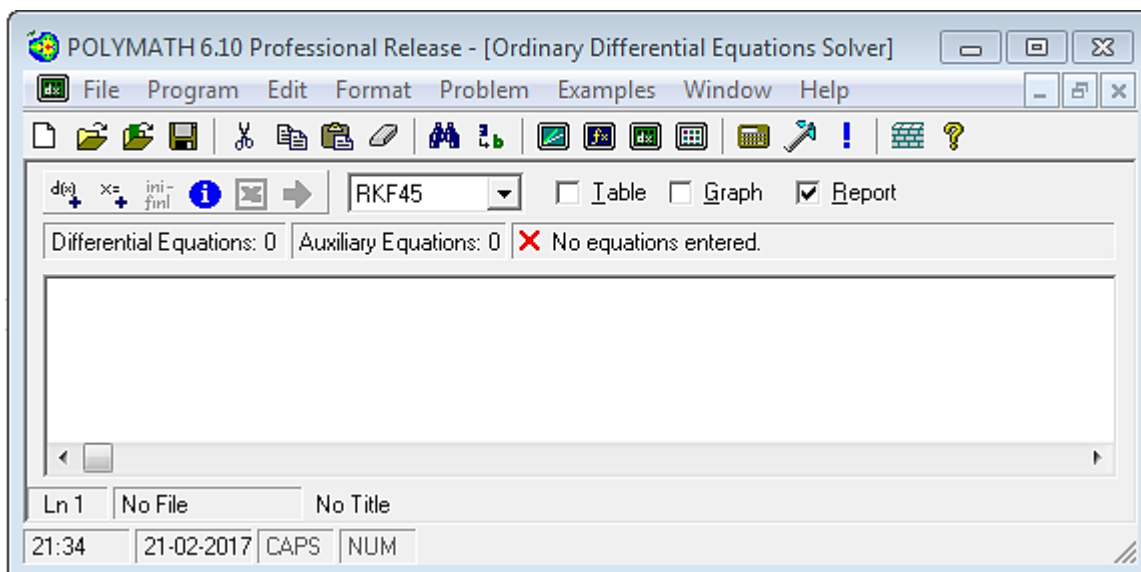 POLYMATH 6.10 Professional Release - [Ordinary Differential Equations Solver]
File Program Edit Format Problem Examples Window Help
d(x) x= ini-finl RKF45 Table Graph Report
Differential Equations: 0 Auxiliary Equations: 0 No equations entered.
Ln 1 No File No Title
21:34 21-02-2017 CAPS NUM